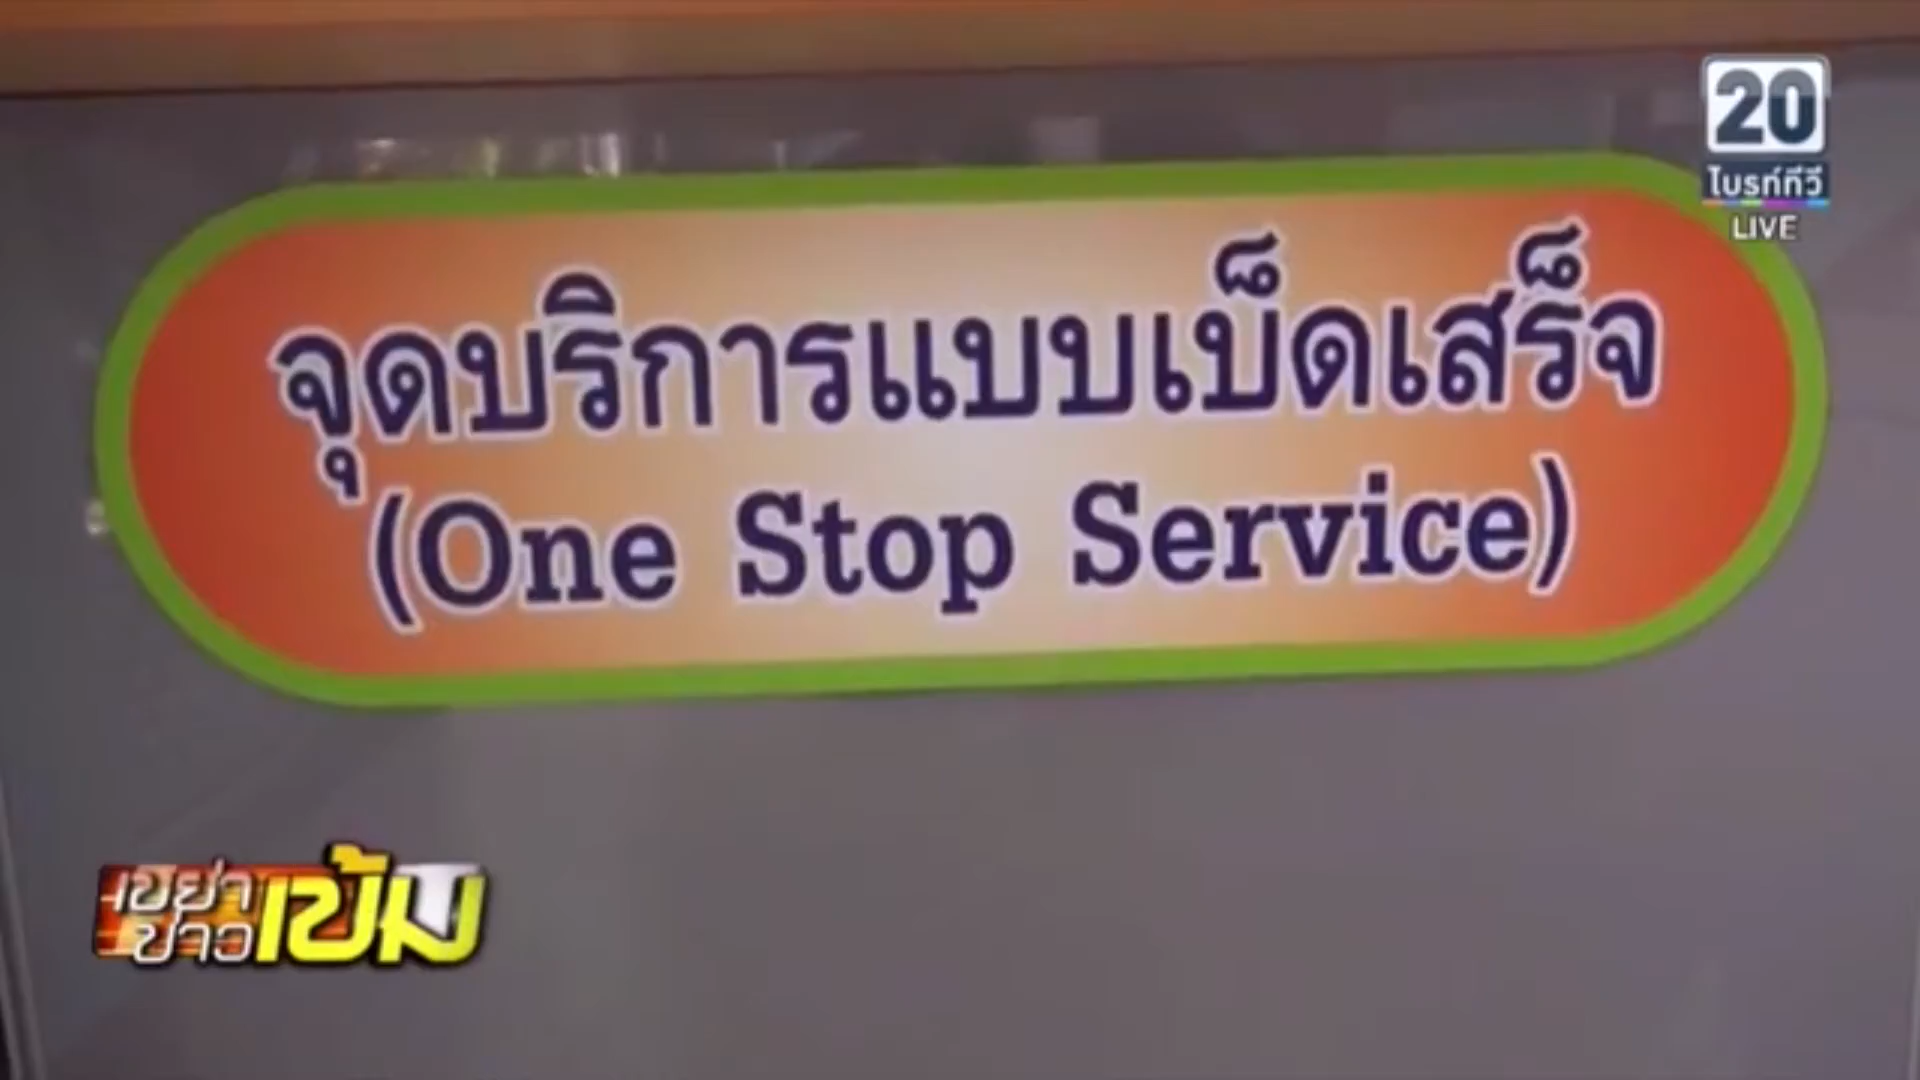 20
ไบรท์ทีวี
LIVE
จุดบริการแบบเบ็ดเสร็จ
(One Stop Service)
เขย่า
ข่าว
เข้ม